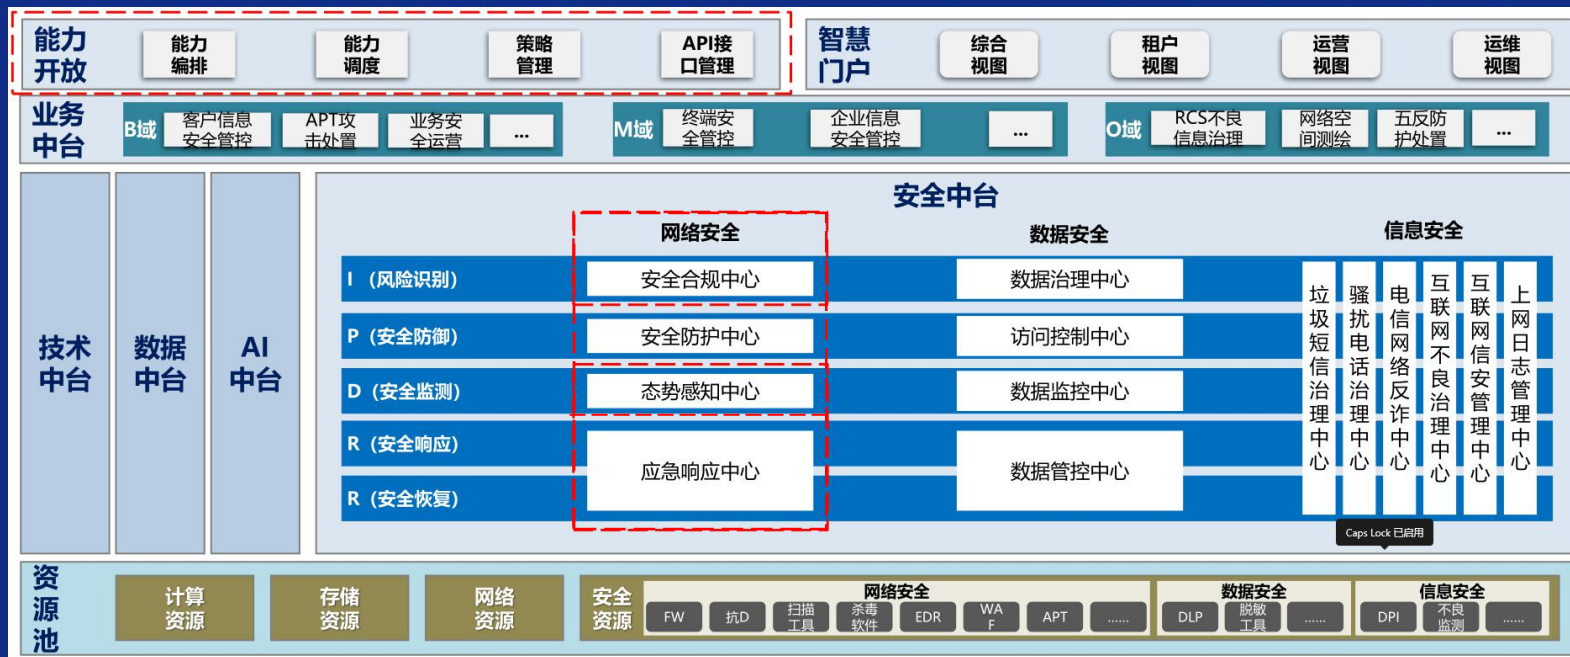 能力
开放
能力
编排
能力
调度
策略
管理
API接
口管理
智慧
门户
综合
视图
租户
视图
运营
视图
运维
视图
业务
中台
B域
客户信息
安全管控
APT攻
击处置
业务安
全运营
...
M域
终端安
全管控
企业信息
安全管控
...
O域
RCS不良
信息治理
网络空
间测绘
五反防
护处置
...
技术
中台
数据
中台
AI
中台
安全中台
网络安全
数据安全
信息安全
I （风险识别）
安全合规中心
数据治理中心
P（安全防御）
安全防护中心
访问控制中心
D（安全监测）
态势感知中心
数据监控中心
R（安全响应）
R（安全恢复）
应急响应中心
数据管控中心
垃圾短信治理中心
骚扰电话治理中心
电信网络反诈中心
互联网不良治理中心
互联网信安管理中心
上网日志管理中心
Caps Lock 已启用
资
源
池
计算
资源
存储
资源
网络
资源
安全
资源
网络安全
FW
抗D
扫描
工具
杀毒
软件
EDR
WA
F
APT
......
数据安全
DLP
脱敏
工具
......
信息安全
DPI
不良
监测
......